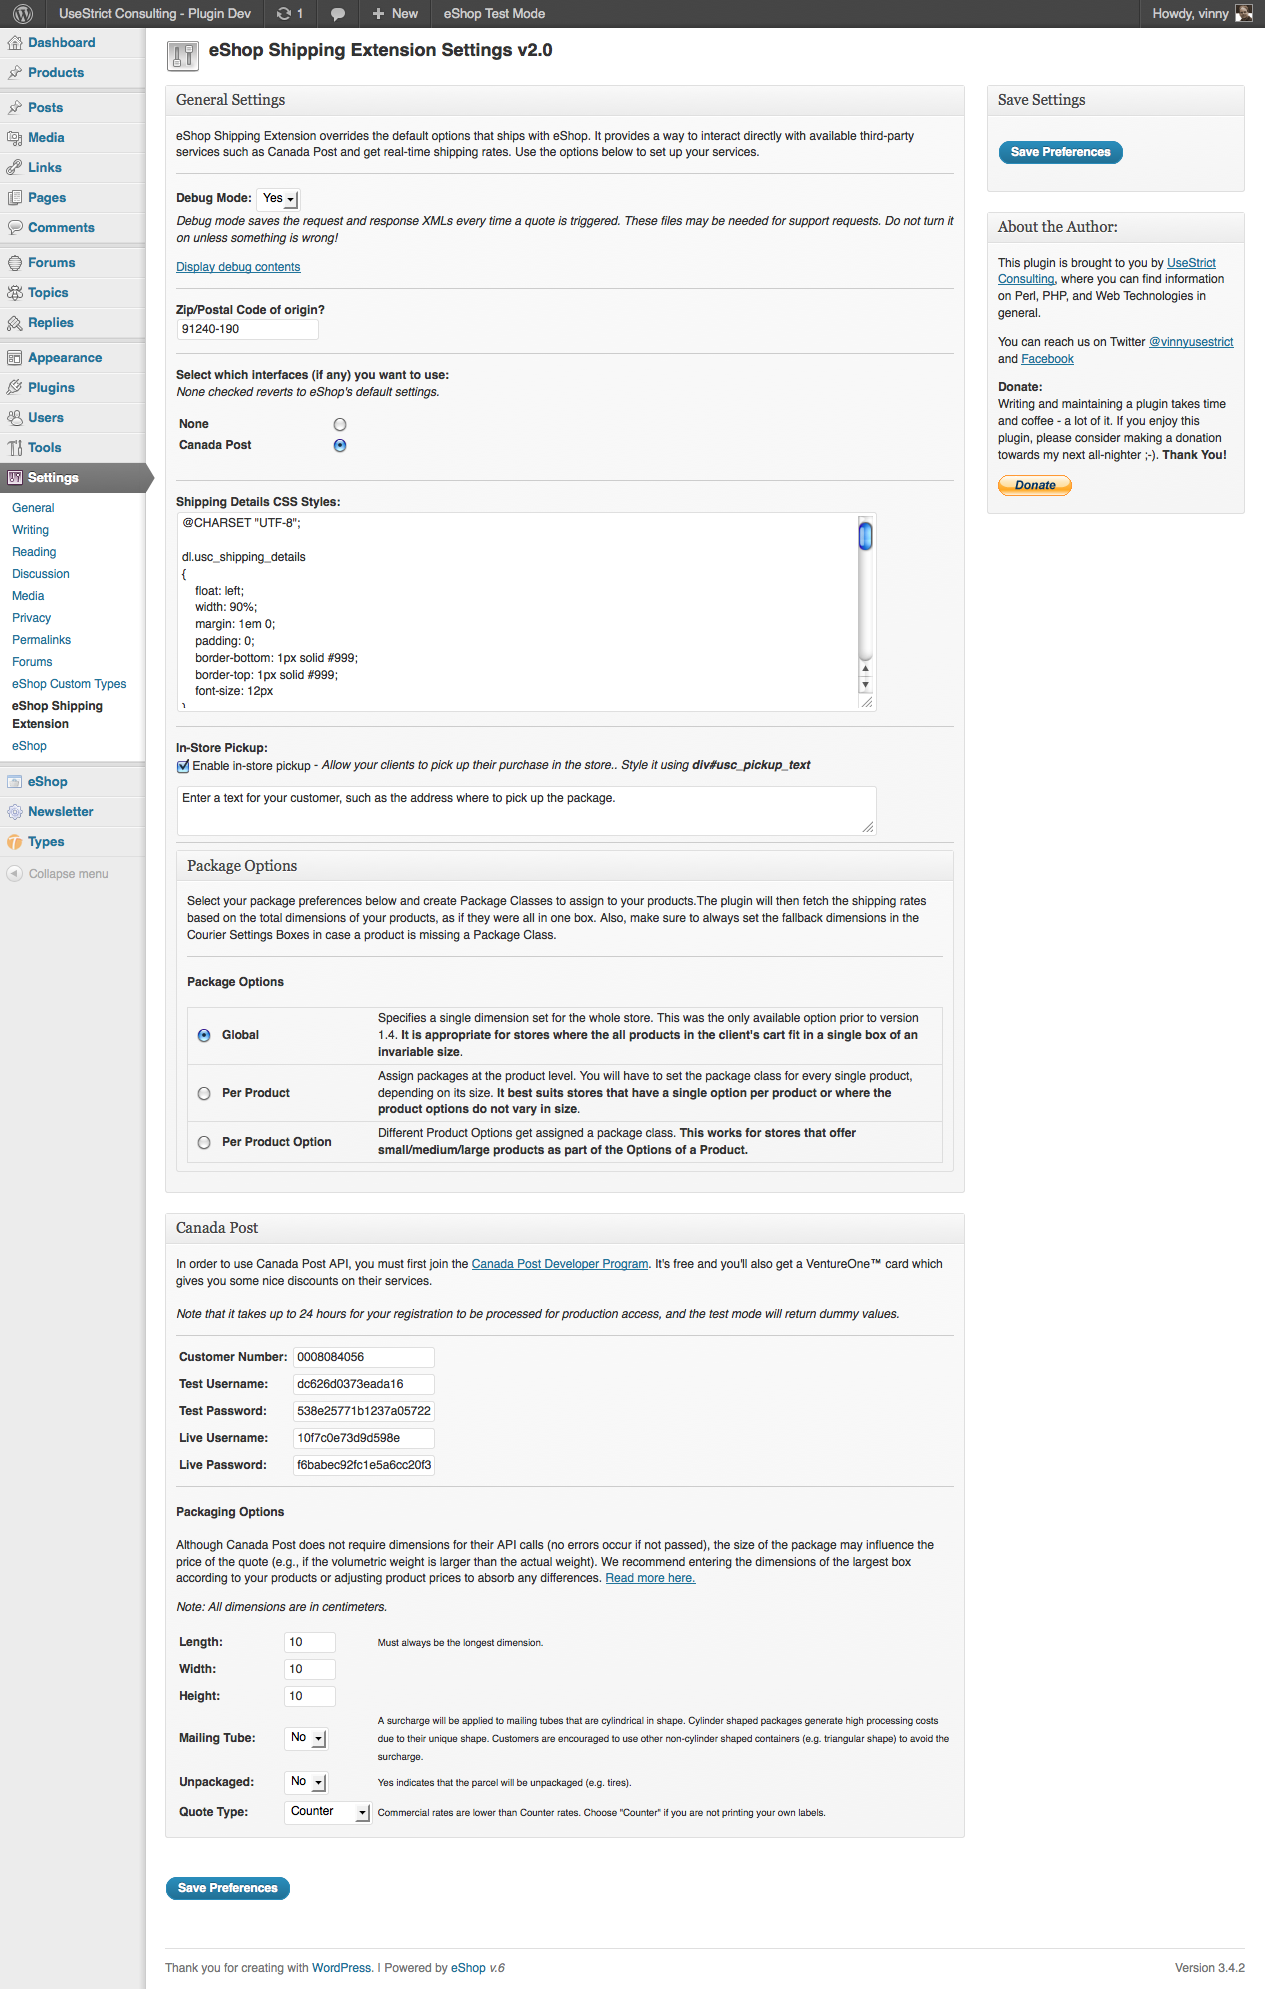 UseStrict Consulting - Plugin Dev
1
New
eShop Test Mode
Howdy, vinny
Dashboard
Products
Posts
Media
Links
Pages
Comments
Forums
Topics
Replies
Appearance
Plugins
Users
Tools
Settings
General
Writing
Reading
Discussion
Media
Privacy
Permalinks
Forums
eShop Custom Types
eShop Shipping
Extension
eShop
eShop
Newsletter
Types
Collapse menu
eShop Shipping Extension Settings v2.0
General Settings
eShop Shipping Extension overrides the default options that ships with eShop. It provides a way to interact directly with available third-party
services such as Canada Post and get real-time shipping rates. Use the options below to set up your services.
Debug Mode: Yes
Debug mode saves the request and response XMLs every time a quote is triggered. These files may be needed for support requests. Do not turn it
on unless something is wrong!
Display debug contents
Zip/Postal Code of origin?
91240-190
Select which interfaces (if any) you want to use:
None checked reverts to eShop's default settings.
None
Canada Post
Shipping Details CSS Styles:
@CHARSET "UTF-8";
dl.usc_shipping_details
{
float: left;
width: 90%;
margin: 1em 0;
padding: 0;
border-bottom: 1px solid #999;
border-top: 1px solid #999;
font-size: 12px
}
In-Store Pickup:
Enable in-store pickup - Allow your clients to pick up their purchase in the store.. Style it using div#usc_pickup_text
Enter a text for your customer, such as the address where to pick up the package.
Package Options
Select your package preferences below and create Package Classes to assign to your products.The plugin will then fetch the shipping rates
based on the total dimensions of your products, as if they were all in one box. Also, make sure to always set the fallback dimensions in the
Courier Settings Boxes in case a product is missing a Package Class.
Package Options
Global
Specifies a single dimension set for the whole store. This was the only available option prior to version
1.4. It is appropriate for stores where the all products in the client's cart fit in a single box of an
invariable size.
Per Product
Assign packages at the product level. You will have to set the package class for every single product,
depending on its size. It best suits stores that have a single option per product or where the
product options do not vary in size.
Per Product Option
Different Product Options get assigned a package class. This works for stores that offer
small/medium/large products as part of the Options of a Product.
Canada Post
In order to use Canada Post API, you must first join the Canada Post Developer Program. It's free and you'll also get a VentureOne™ card which
gives you some nice discounts on their services.
Note that it takes up to 24 hours for your registration to be processed for production access, and the test mode will return dummy values.
Customer Number: 0008084056
Test Username: dc626d0373eada16
Test Password: 538e25771b1237a05722
Live Username: 10f7c0e73d9d598e
Live Password: f6babec92fc1e5a6cc20f3
Packaging Options
Although Canada Post does not require dimensions for their API calls (no errors occur if not passed), the size of the package may influence the
price of the quote (e.g., if the volumetric weight is larger than the actual weight). We recommend entering the dimensions of the largest box
according to your products or adjusting product prices to absorb any differences. Read more here.
Note: All dimensions are in centimeters.
Length: 10 Must always be the longest dimension.
Width: 10
Height: 10
Mailing Tube: No
A surcharge will be applied to mailing tubes that are cylindrical in shape. Cylinder shaped packages generate high processing costs
due to their unique shape. Customers are encouraged to use other non-cylinder shaped containers (e.g. triangular shape) to avoid the
surcharge.
Unpackaged: No Yes indicates that the parcel will be unpackaged (e.g. tires).
Quote Type: Counter Commercial rates are lower than Counter rates. Choose "Counter" if you are not printing your own labels.
Save Preferences
Save Settings
Save Preferences
About the Author:
This plugin is brought to you by UseStrict
Consulting, where you can find information
on Perl, PHP, and Web Technologies in
general.
You can reach us on Twitter @vinnyusestrict
and Facebook
Donate:
Writing and maintaining a plugin takes time
and coffee - a lot of it. If you enjoy this
plugin, please consider making a donation
towards my next all-nighter ;-). Thank You!
Donate
Thank you for creating with WordPress. | Powered by eShop v.6
Version 3.4.2